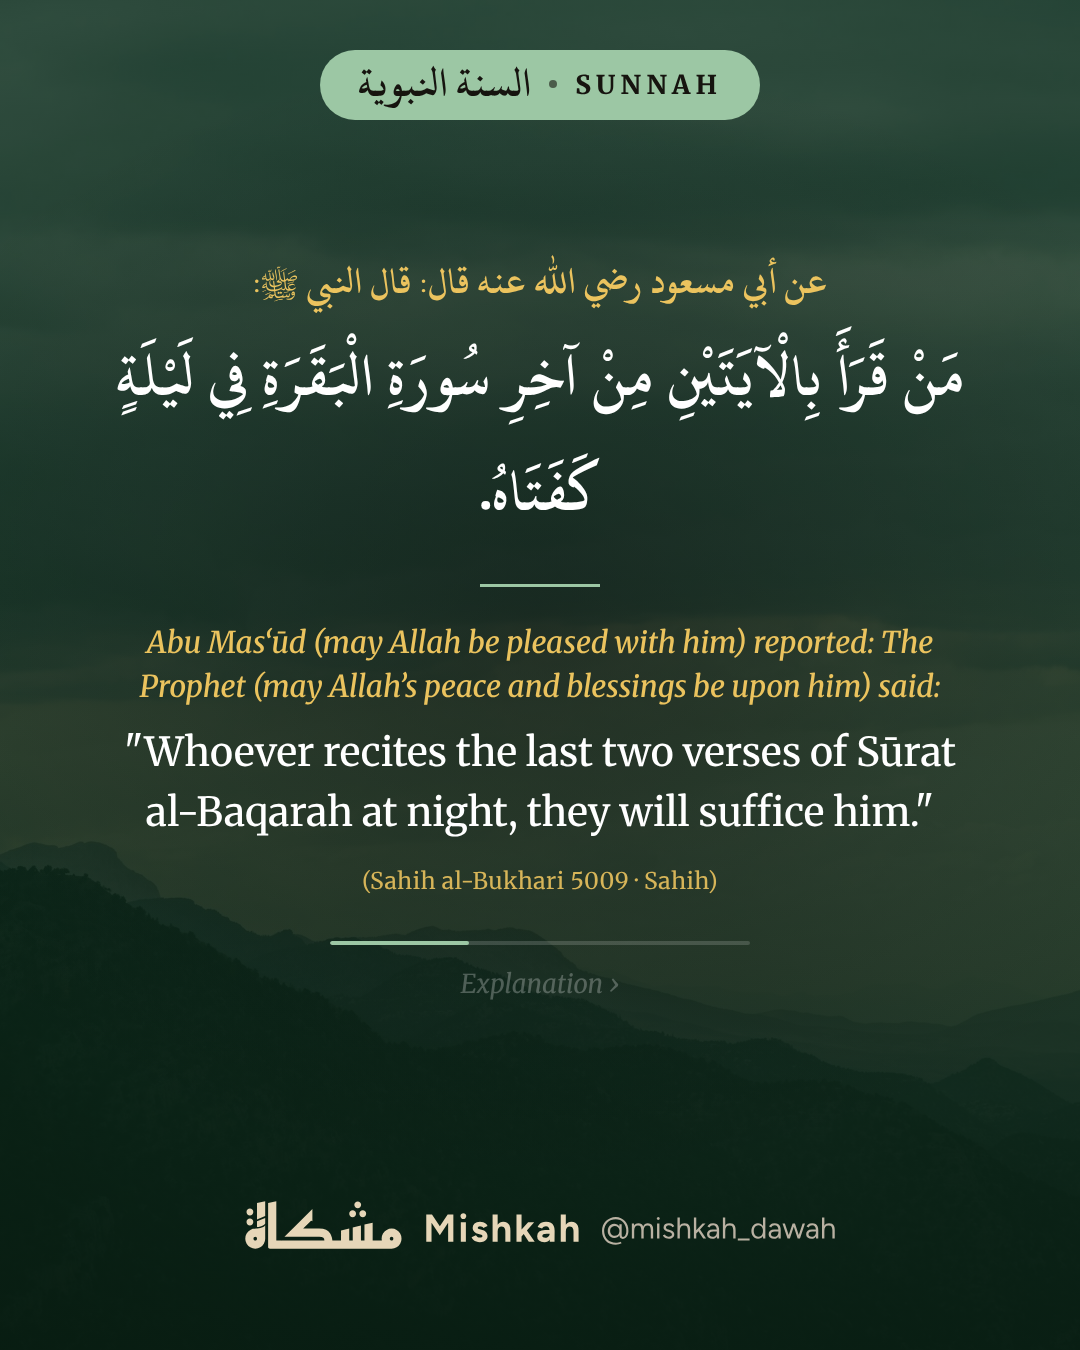 السنة النبوية • SUNNAH
عن أبي مسعود رضي الله عنه قال: قال النبي ﷺ:
مَنْ قَرَأَ بِالْآيَتَيْنِ مِنْ آخِرِ سُورَةِ الْبَقَرَةِ فِي لَيْلَةٍ
كَفَتَاهُ.
Abu Mas‘ūd (may Allah be pleased with him) reported: The
Prophet (may Allah’s peace and blessings be upon him) said:
"Whoever recites the last two verses of Sūrat
al-Baqarah at night, they will suffice him."
(Sahih al-Bukhari 5009 · Sahih)
Explanation ›
مشكاة Mishkah @mishkah_dawah